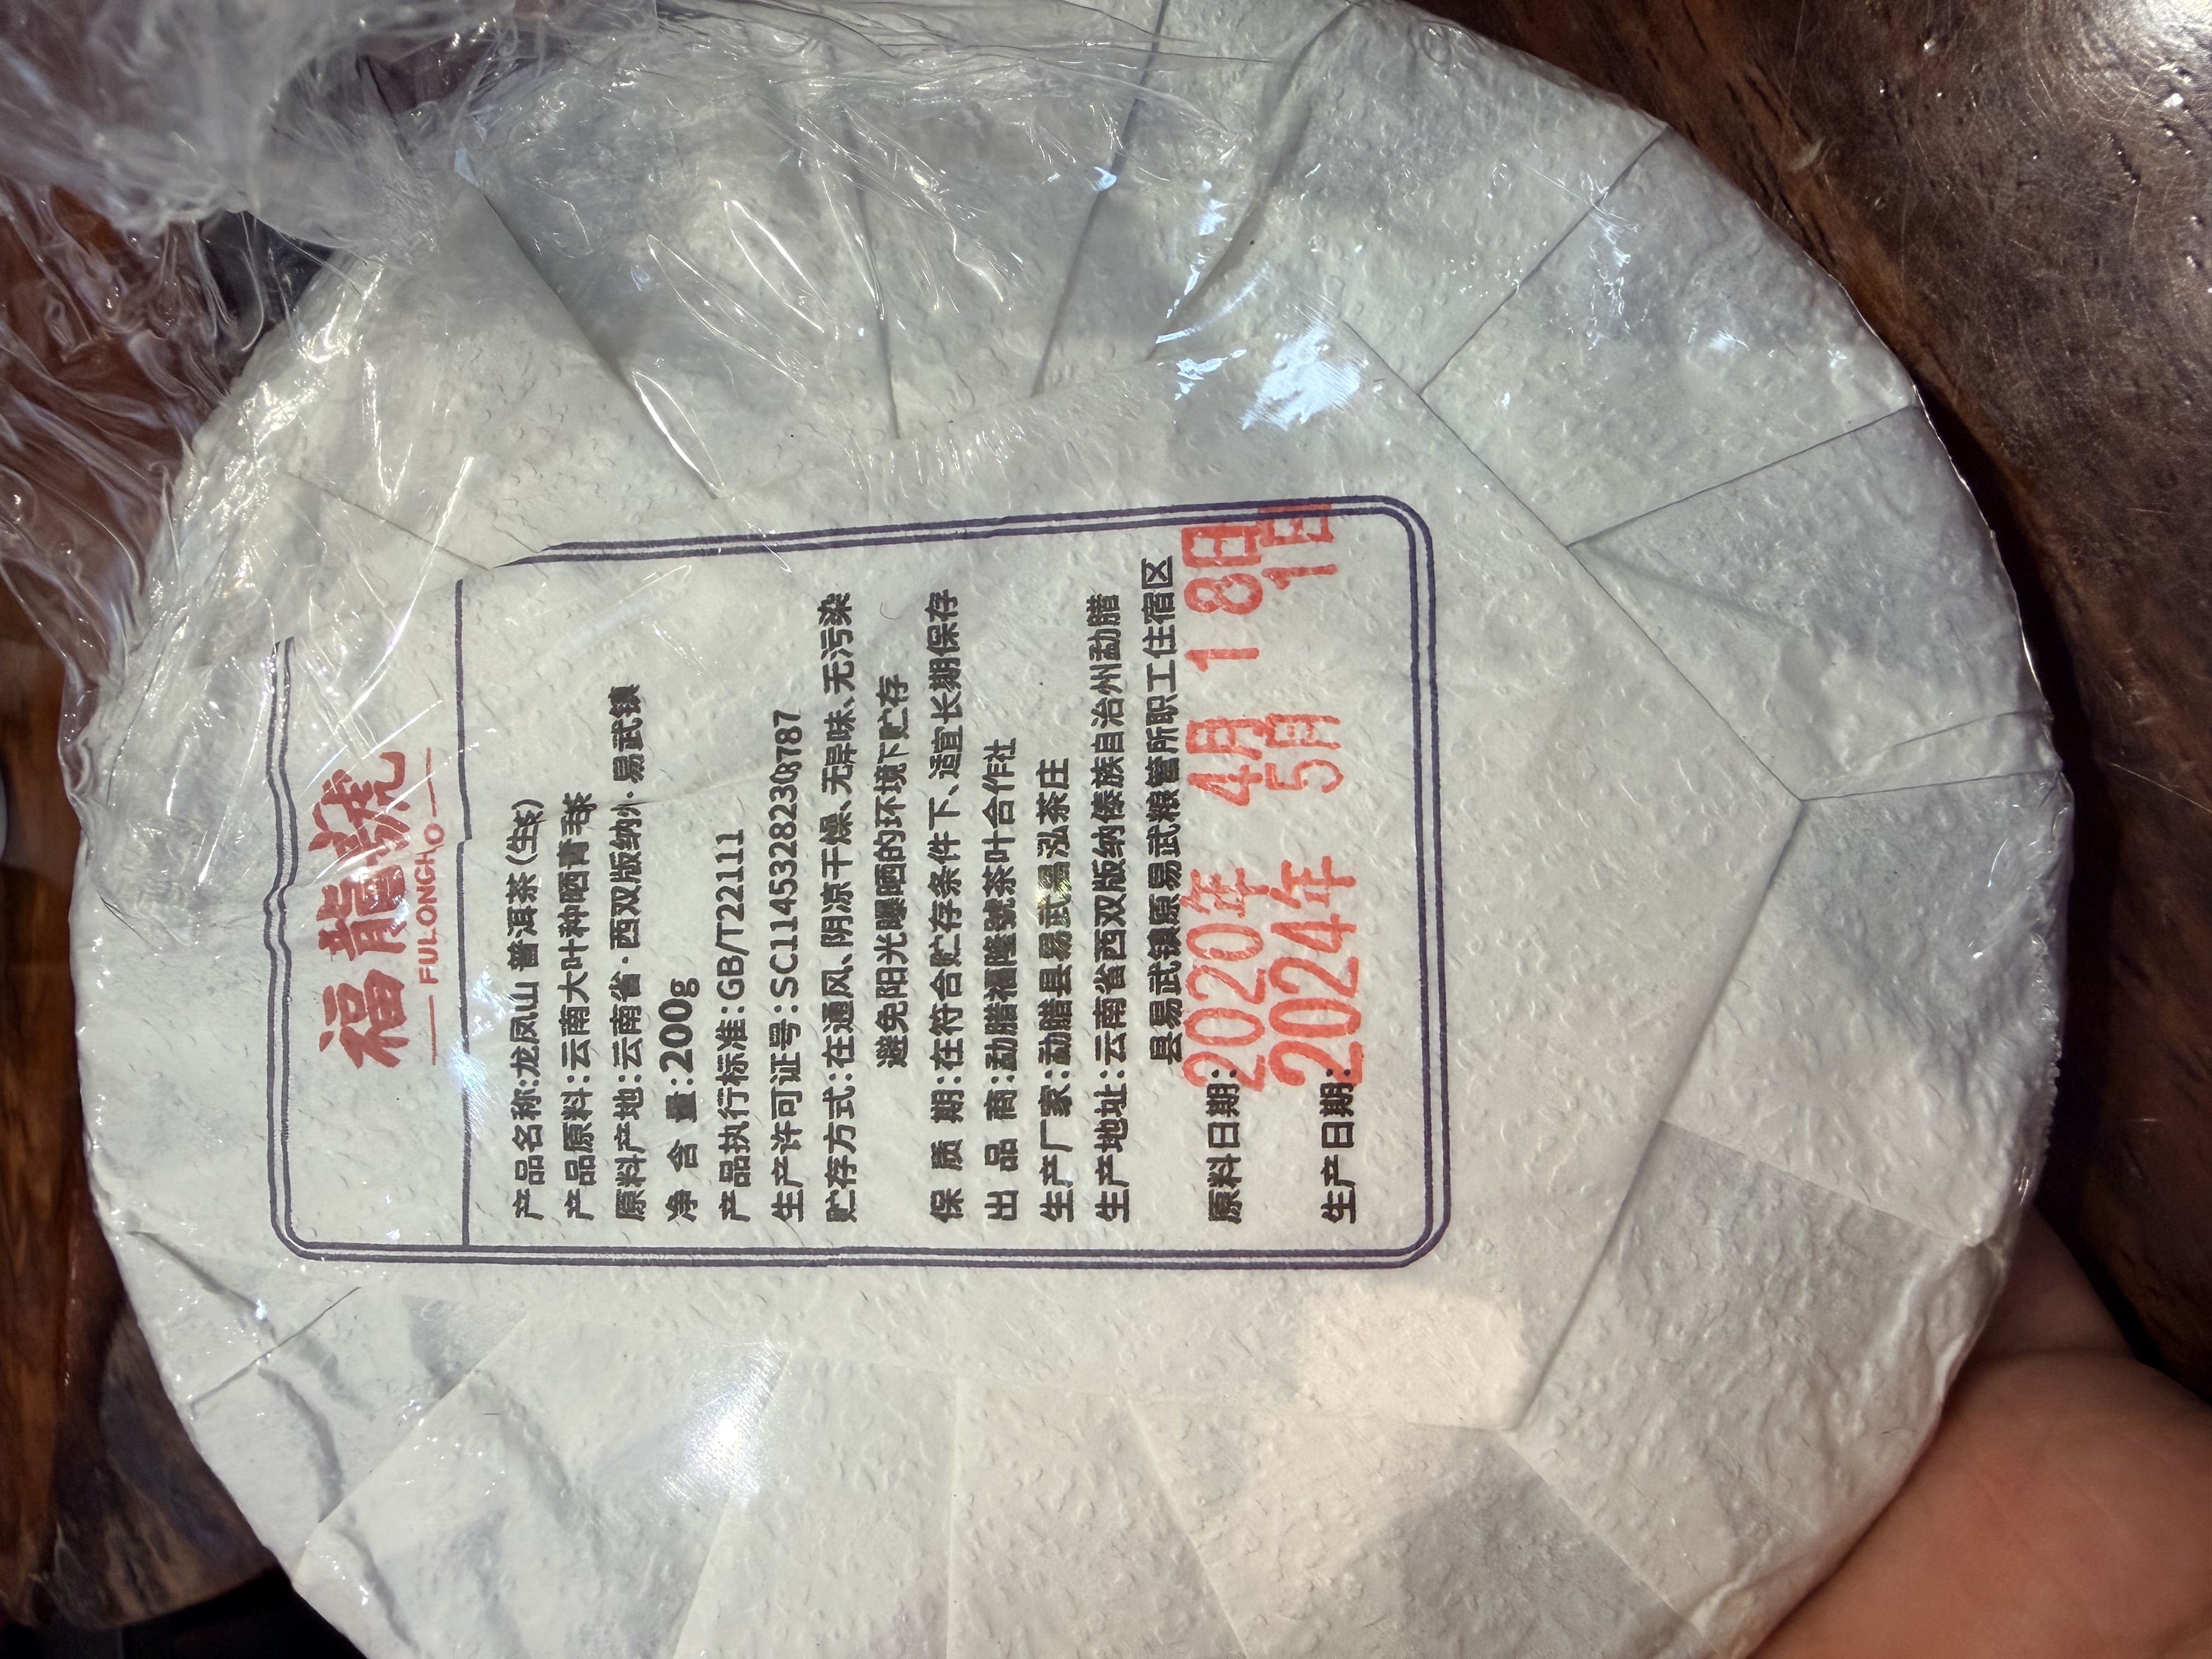 福龍號
FULONGHAO
产品名称:龙凤山 普洱茶(生茶)
产品原料:云南大叶种晒青毛茶
原料产地:云南省·西双版纳州·易武镇
净含量:200g
产品执行标准:GB/T22111
生产许可证号:SC11453282308787
贮存方式:在通风、阴凉干燥、无异味、无污染
避免阳光曝晒的环境下贮存
保质期:在符合贮存条件下、适宜长期保存
出品商:勐腊福隆號茶叶合作社
生产厂家:勐腊县易武昌泓茶庄
生产地址:云南省西双版纳傣族自治州勐腊
县易武镇原易武粮管所职工住宿区
原料日期:2020年 4月18日
生产日期:2024年 5月 1日